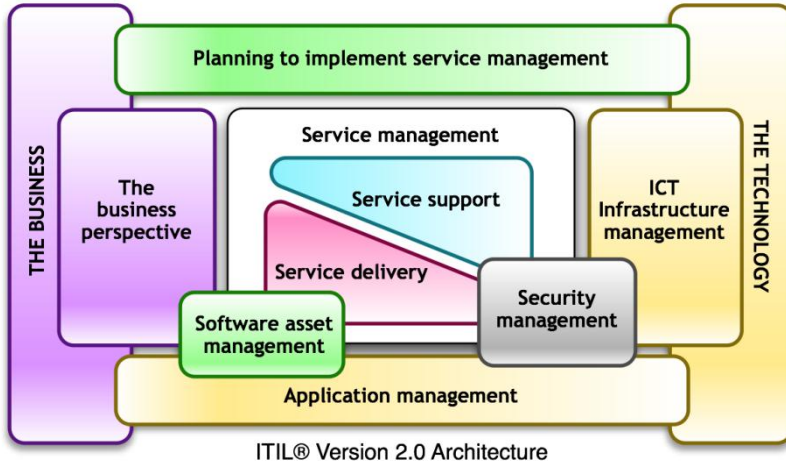 Planning to implement service management
THE BUSINESS
The
business
perspective
Service management
Service support
Service delivery
ICT
Infrastructure
management
THE TECHNOLOGY
Software asset
management
Security
management
Application management
ITIL® Version 2.0 Architecture